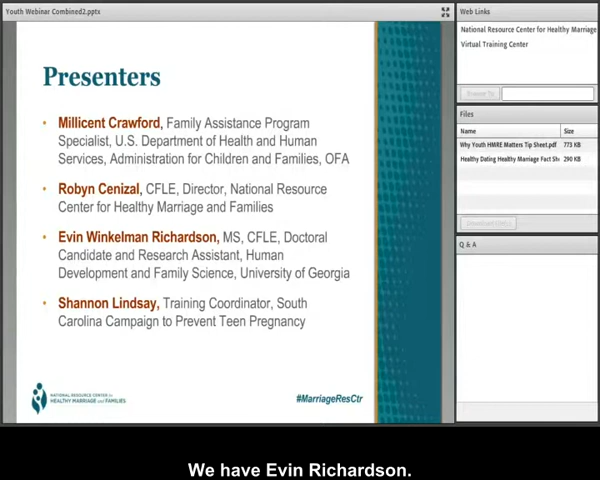 Youth Webinar Combined2.pptx
Presenters
• Millicent Crawford, Family Assistance Program
Specialist, U.S. Department of Health and Human
Services, Administration for Children and Families, OFA
• Robyn Cenizal, CFLE, Director, National Resource
Center for Healthy Marriage and Families
• Evin Winkelman Richardson, MS, CFLE, Doctoral
Candidate and Research Assistant, Human
Development and Family Science, University of Georgia
• Shannon Lindsay, Training Coordinator, South
Carolina Campaign to Prevent Teen Pregnancy
NATIONAL RESOURCE CENTER for
HEALTHY MARRIAGE and FAMILIES
#MarriageResCtr
Web Links
National Resource Center for Healthy Marriage
Virtual Training Center
Files
Name Size
Why Youth HMRE Matters Tip Sheet.pdf 773 KB
Healthy Dating Healthy Marriage Fact Sh 290 KB
Q & A
We have Evin Richardson.